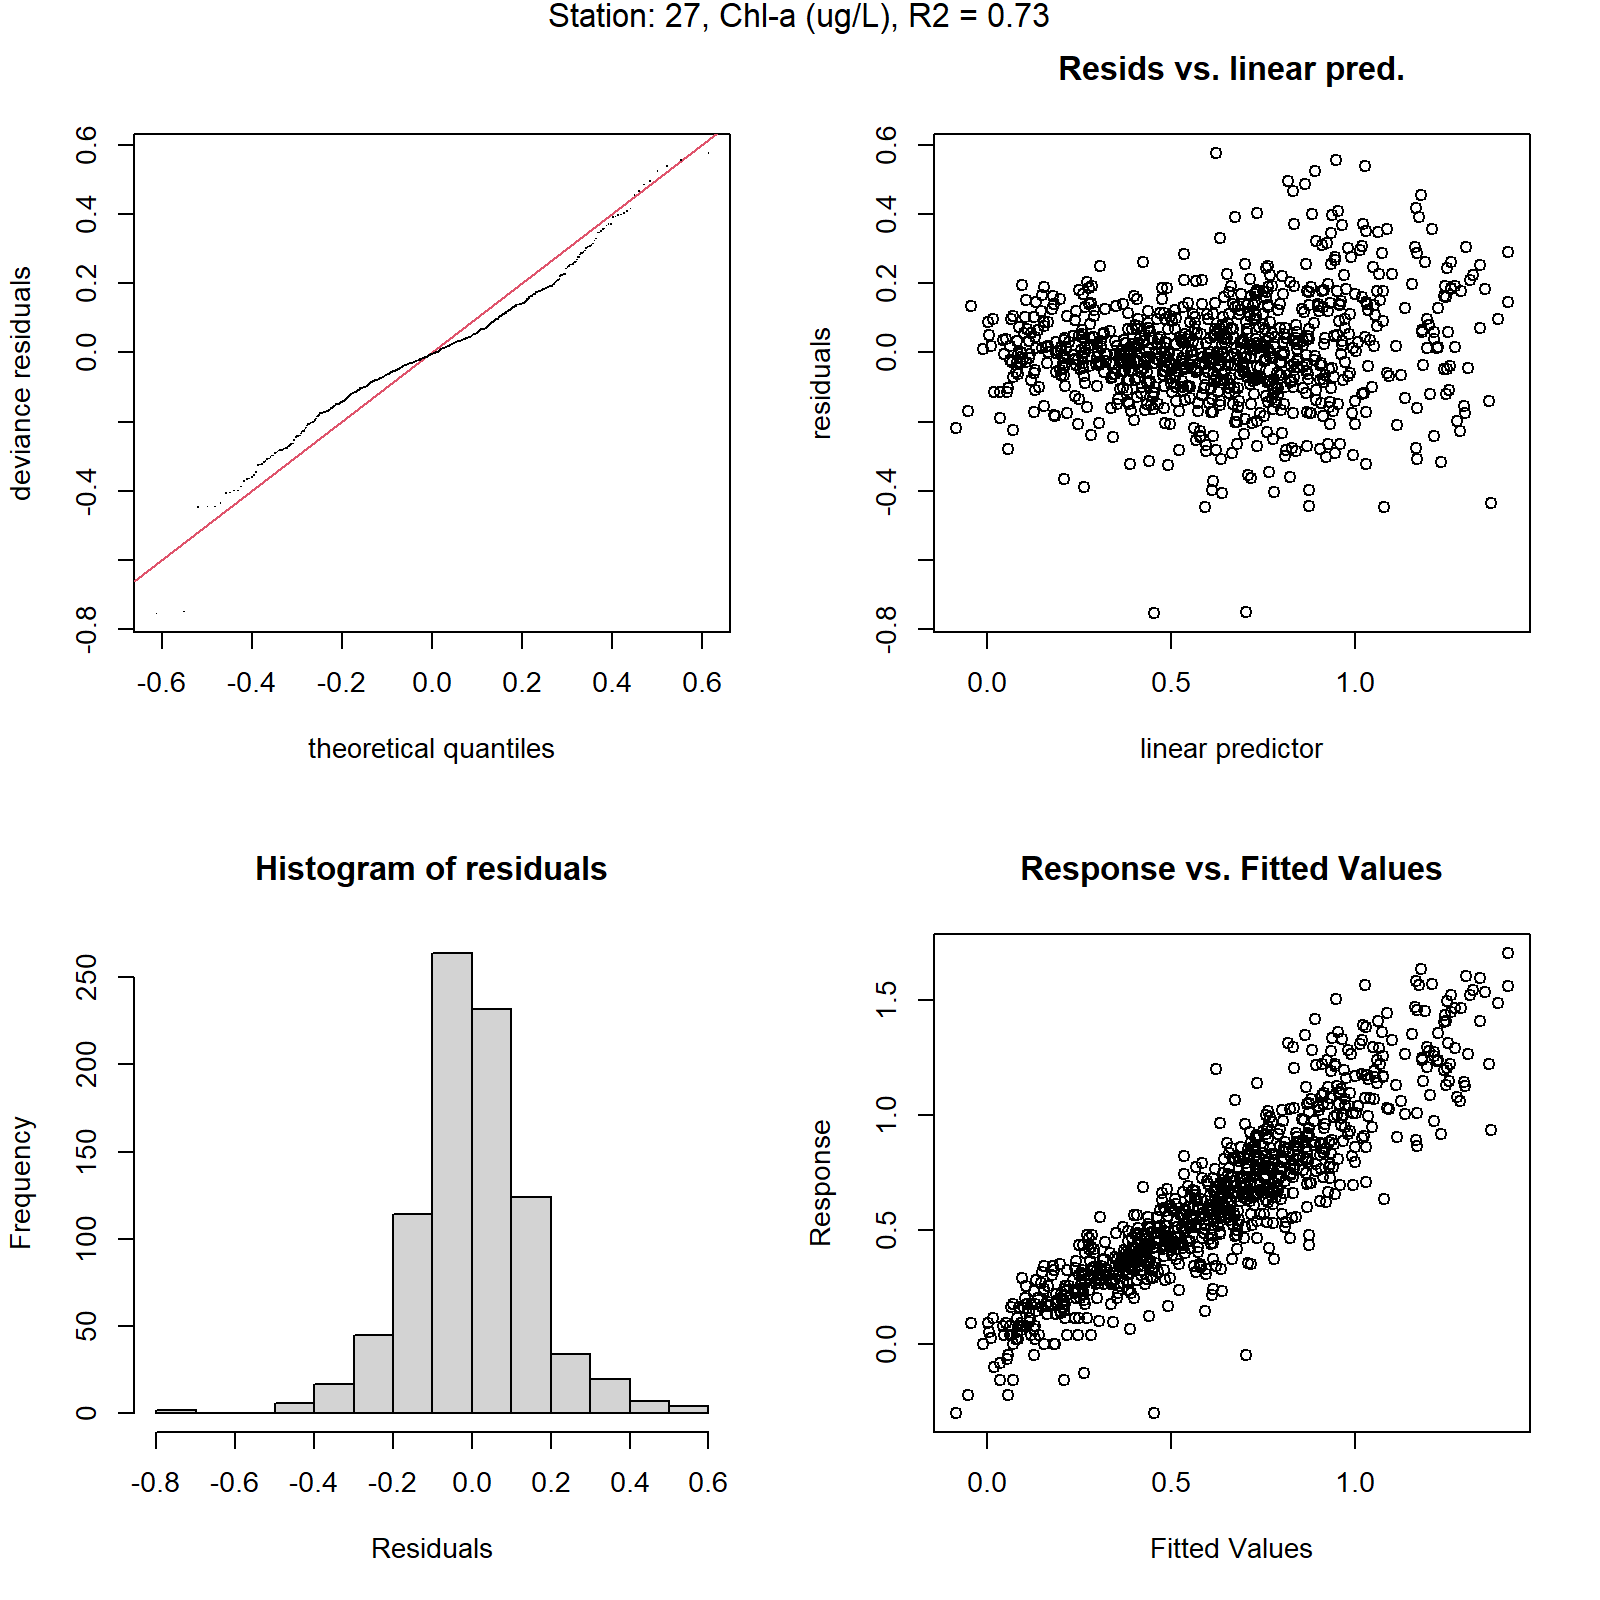 Station: 27, Chl-a (ug/L), R2 = 0.73
deviance residuals
-0.8 -0.4 0.0 0.2 0.4 0.6
-0.6 -0.4 -0.2 0.0 0.2 0.4 0.6
theoretical quantiles
Resids vs. linear pred.
residuals
-0.8 -0.4 0.0 0.2 0.4 0.6
0.0 0.5 1.0
linear predictor
Histogram of residuals
Frequency
0 50 100 150 200 250
-0.8 -0.6 -0.4 -0.2 0.0 0.2 0.4 0.6
Residuals
Response vs. Fitted Values
Response
0.0 0.5 1.0 1.5
0.0 0.5 1.0
Fitted Values